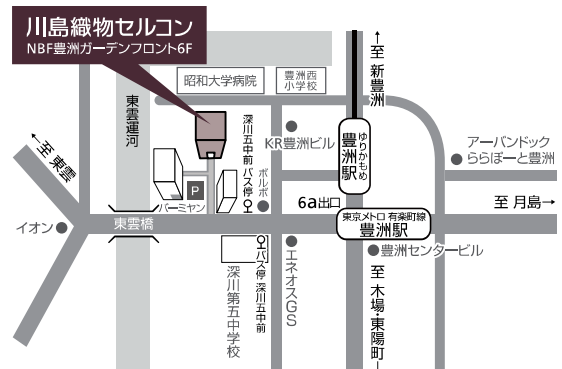 川島織物セルコン
NBF豊洲ガーデンフロント6F
至 新豊洲
昭和大学病院
豊洲西
小学校
東雲運河
深川五中前
バス停
ボルボ
KR豊洲ビル
ゆりかもめ
豊洲駅
アーバンドック
ららぽーと豊洲
至 東雲
P
バーミヤン
6a出口
至 月島
イオン
東雲橋
東京メトロ 有楽町線
豊洲駅
豊洲センタービル
バス停 深川五中前
エネオスGS
深川第五中学校
至 木場・東陽町